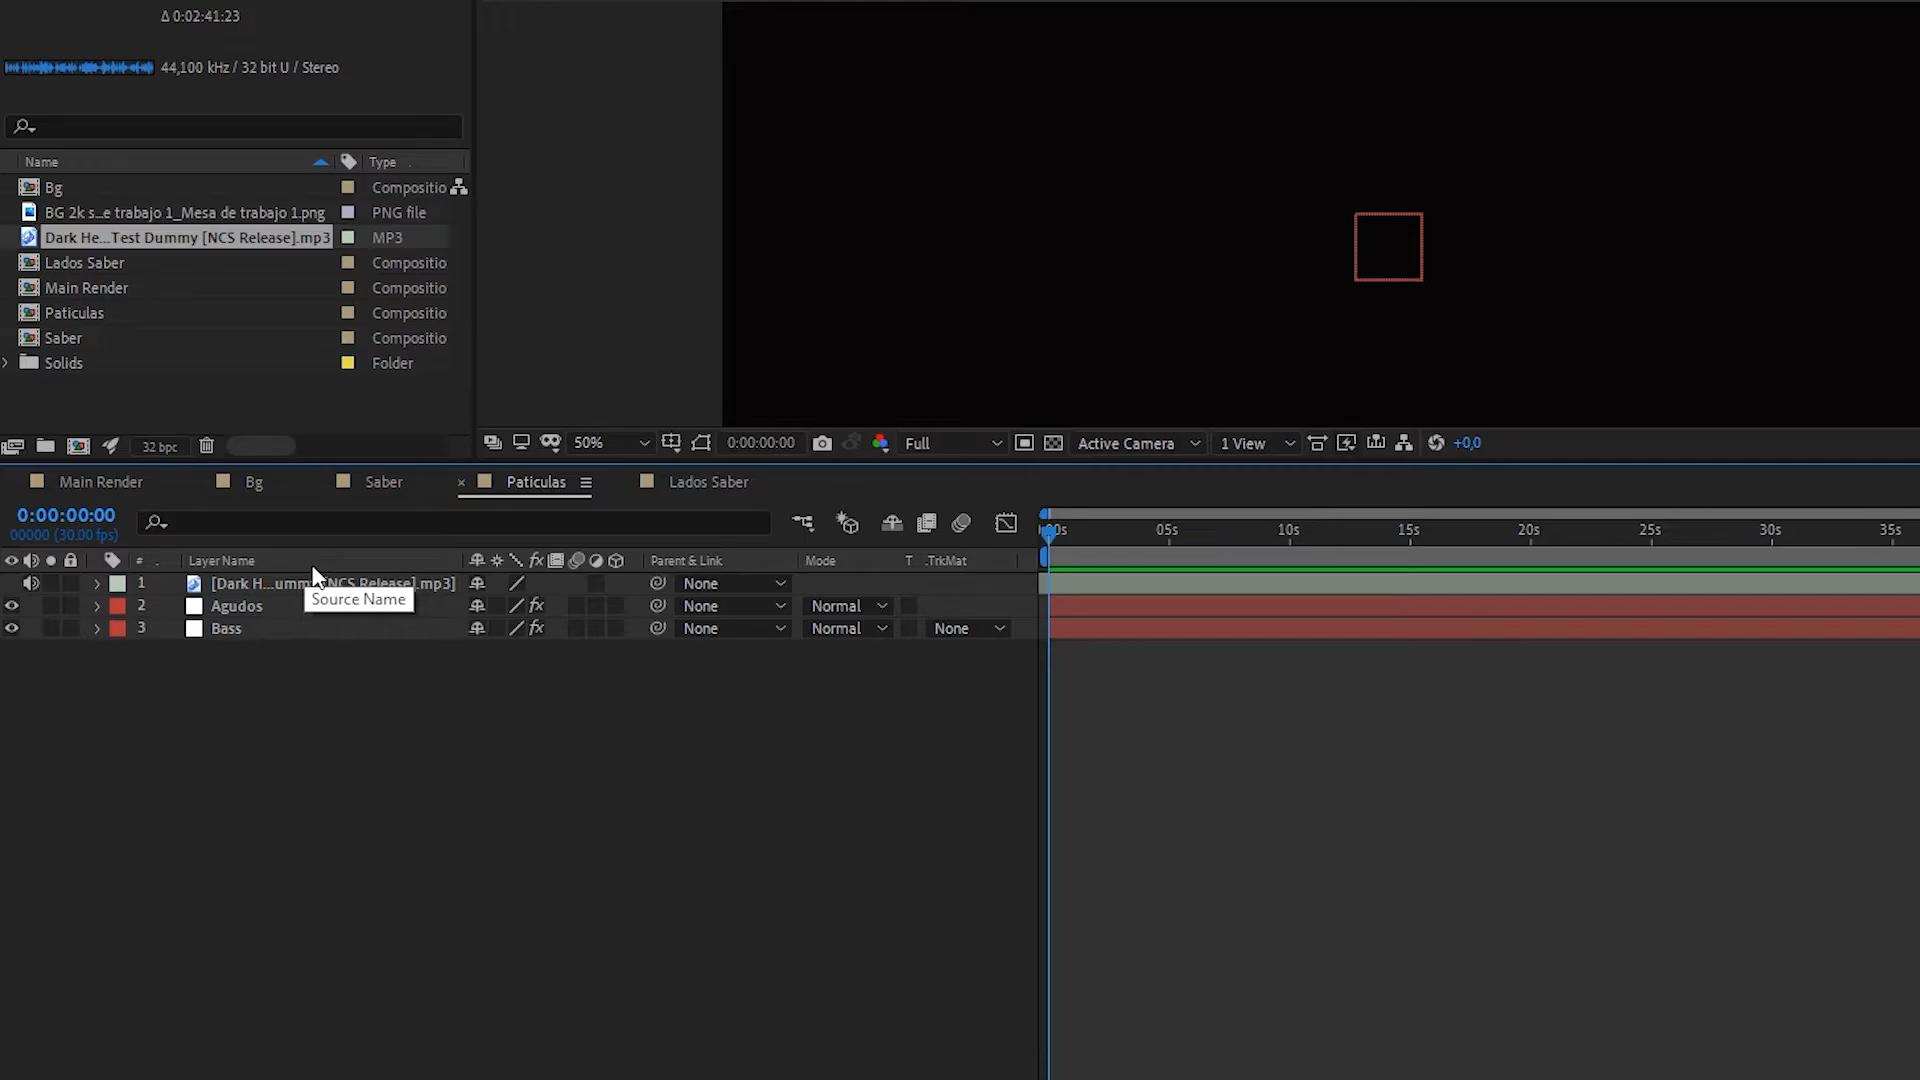 Δ 0:02:41:23
44,100 kHz / 32 bit U / Stereo
Name Type
Bg Compositio
BG 2k s...e trabajo 1_Mesa de trabajo 1.png PNG file
Dark He...Test Dummy [NCS Release].mp3 MP3
Lados Saber Compositio
Main Render Compositio
Paticulas Compositio
Saber Compositio
Solids Folder
32 bpc
50% 0:00:00:00 Full Active Camera 1 View +0,0
Main Render Bg Saber × Paticulas Lados Saber
0:00:00:00
00000 (30.00 fps)
:00s 05s 10s 15s 20s 25s 30s 35s
# Layer Name fx Parent & Link Mode T .TrkMat
1 [Dark H...ummy [NCS Release].mp3] None
Source Name
2 Agudos fx None Normal
3 Bass fx None Normal None